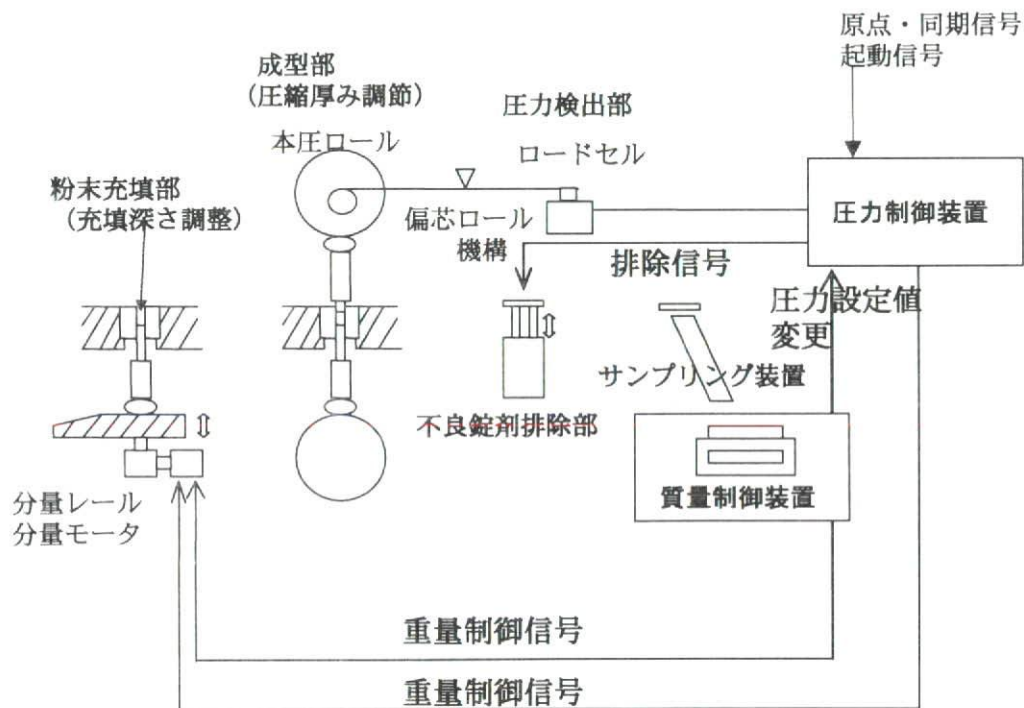 原点・同期信号
起動信号
成型部
（圧縮厚み調節）
本圧ロール
圧力検出部
ロードセル
粉末充填部
（充填深さ調整）
偏芯ロール
機構
圧力制御装置
排除信号
圧力設定値
変更
サンプリング装置
不良錠剤排除部
質量制御装置
分量レール
分量モータ
重量制御信号
重量制御信号